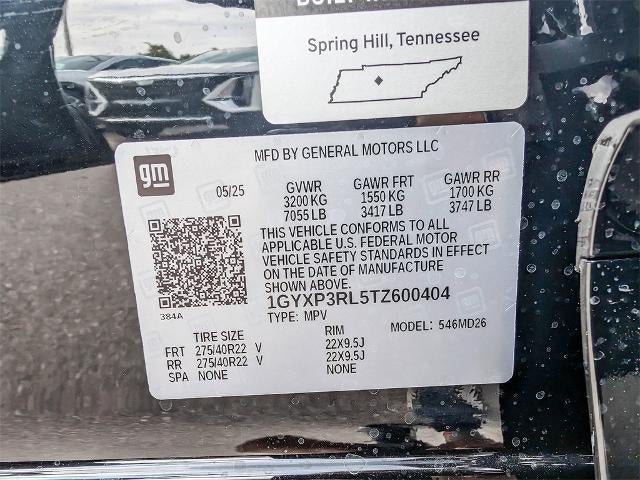 Spring Hill, Tennessee
gm
MFD BY GENERAL MOTORS LLC
05/25
GVWR GAWR FRT GAWR RR
3200 KG 1550 KG 1700 KG
7055 LB 3417 LB 3747 LB
THIS VEHICLE CONFORMS TO ALL
APPLICABLE U.S. FEDERAL MOTOR
VEHICLE SAFETY STANDARDS IN EFFECT
ON THE DATE OF MANUFACTURE
SHOWN ABOVE.
1GYXP3RL5TZ600404
384A
TYPE: MPV MODEL: 546MD26
TIRE SIZE RIM
FRT 275/40R22 V 22X9.5J
RR 275/40R22 V 22X9.5J
SPA NONE NONE